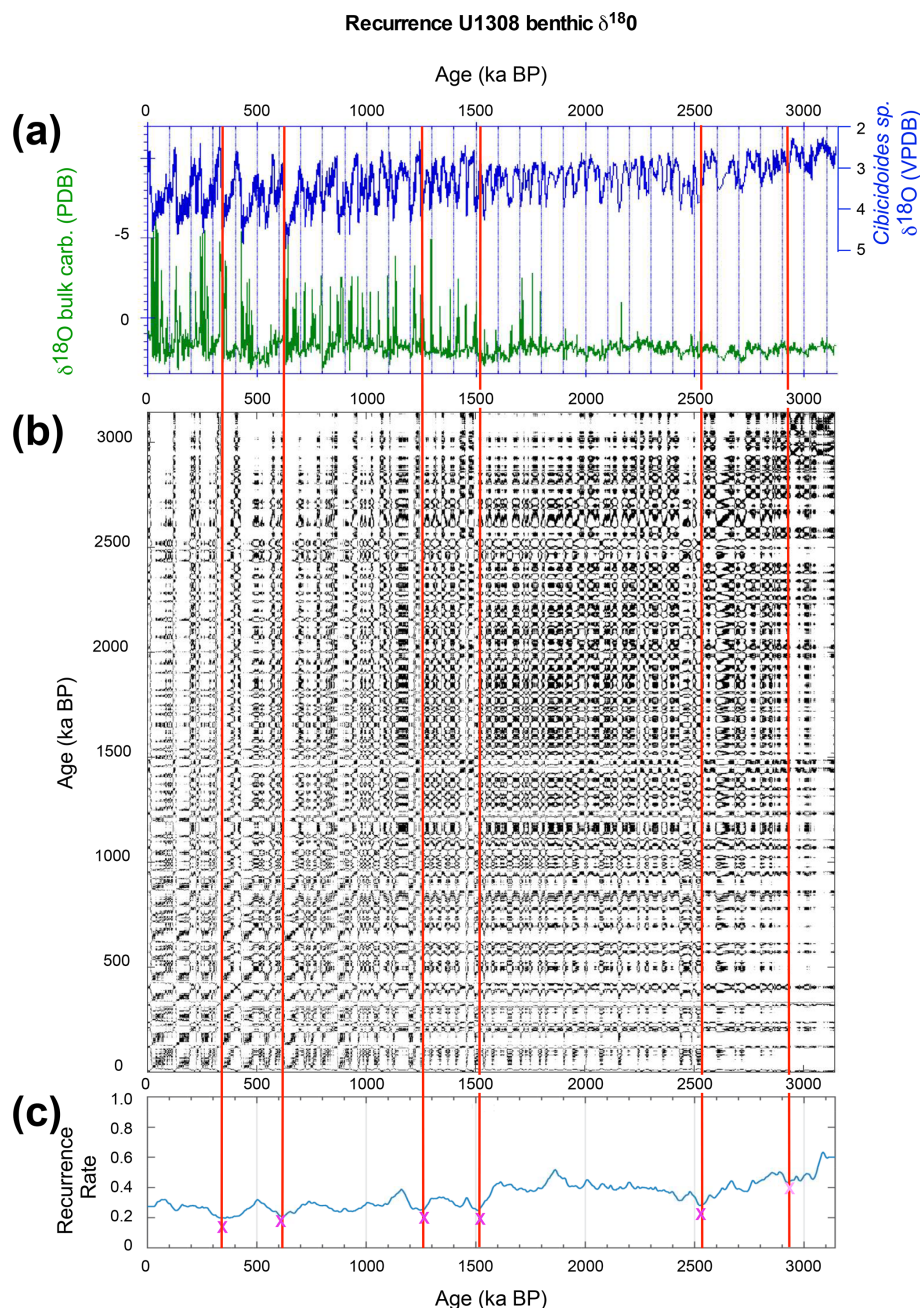 Recurrence U1308 benthic δ¹⁸0
Age (ka BP)
(a)
0 500 1000 1500 2000 2500 3000
δ¹⁸O bulk carb. (PDB)
-5
0
2
3
4
5
Cibicidoides sp.
δ¹⁸O (VPDB)
(b)
Age (ka BP)
3000
2500
2000
1500
1000
500
0
0 500 1000 1500 2000 2500 3000
(c)
Recurrence
Rate
1.0
0.8
0.6
0.4
0.2
0
x x x x x x
0 500 1000 1500 2000 2500 3000
Age (ka BP)